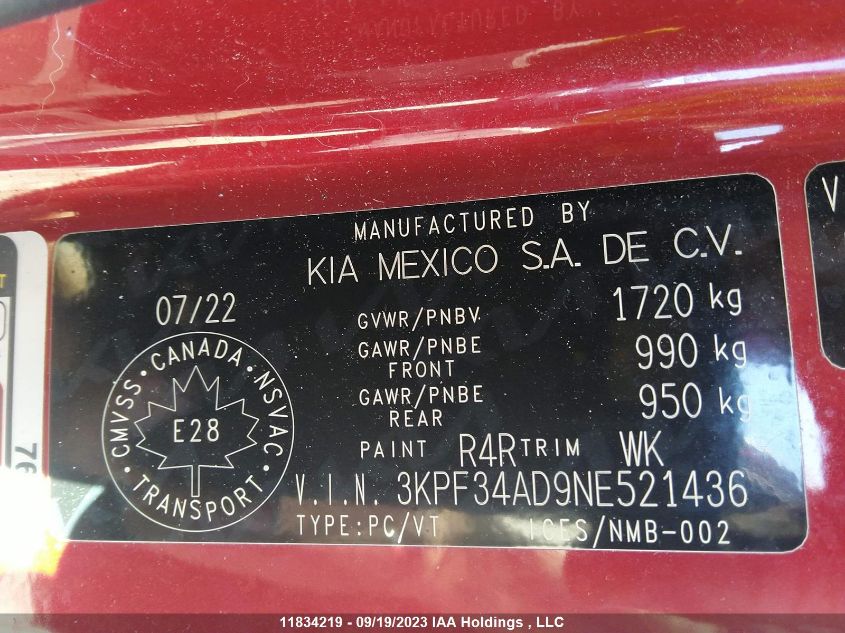 MANUFACTURED BY
KIA MEXICO S.A. DE C.V.
07/22
GVWR/PNBV 1720 kg
GAWR/PNBE FRONT 990 kg
GAWR/PNBE REAR 950 kg
CMVSS · CANADA · NSVAC · TRANSPORT ·
E28
PAINT R4R TRIM WK
V.I.N. 3KPF34AD9NE521436
TYPE:PC/VT ICES/NMB-002
V
76
11834219 - 09/19/2023 IAA Holdings , LLC